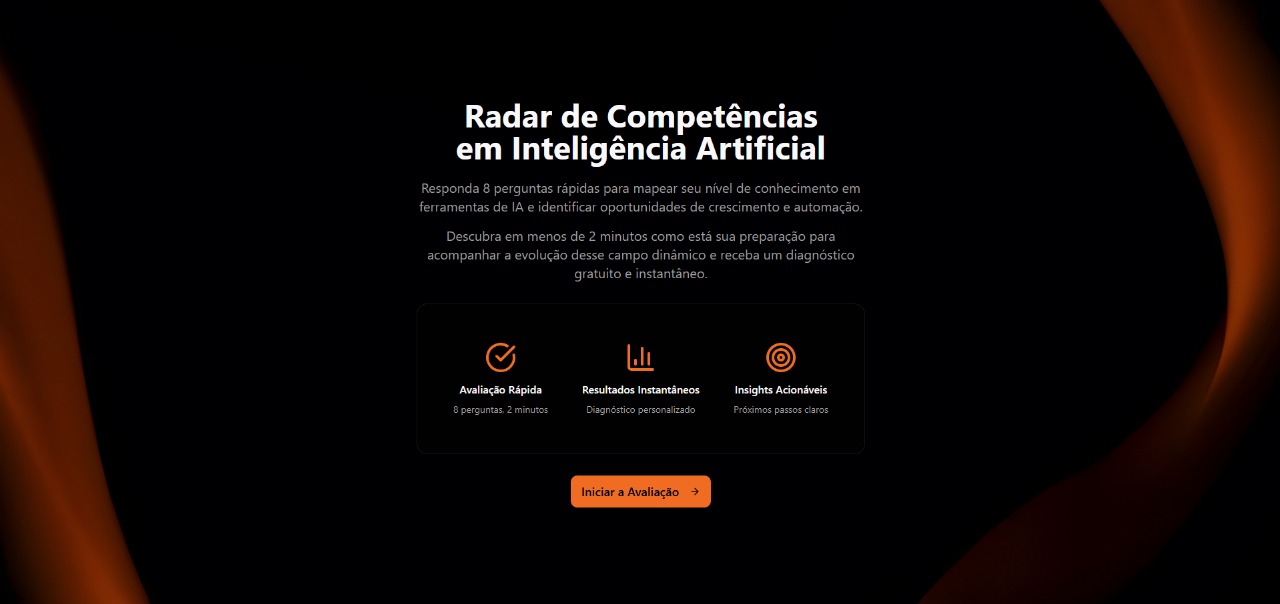 Radar de Competências
em Inteligência Artificial
Responda 8 perguntas rápidas para mapear seu nível de conhecimento em
ferramentas de IA e identificar oportunidades de crescimento e automação.
Descubra em menos de 2 minutos como está sua preparação para
acompanhar a evolução desse campo dinâmico e receba um diagnóstico
gratuito e instantâneo.
Avaliação Rápida
8 perguntas. 2 minutos
Resultados Instantâneos
Diagnóstico personalizado
Insights Acionáveis
Próximos passos claros
Iniciar a Avaliação